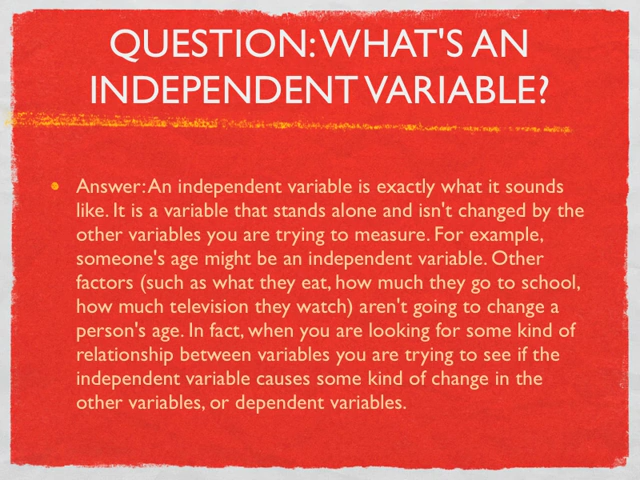 QUESTION: WHAT'S AN
INDEPENDENT VARIABLE?
• Answer: An independent variable is exactly what it sounds
like. It is a variable that stands alone and isn't changed by the
other variables you are trying to measure. For example,
someone's age might be an independent variable. Other
factors (such as what they eat, how much they go to school,
how much television they watch) aren't going to change a
person's age. In fact, when you are looking for some kind of
relationship between variables you are trying to see if the
independent variable causes some kind of change in the
other variables, or dependent variables.